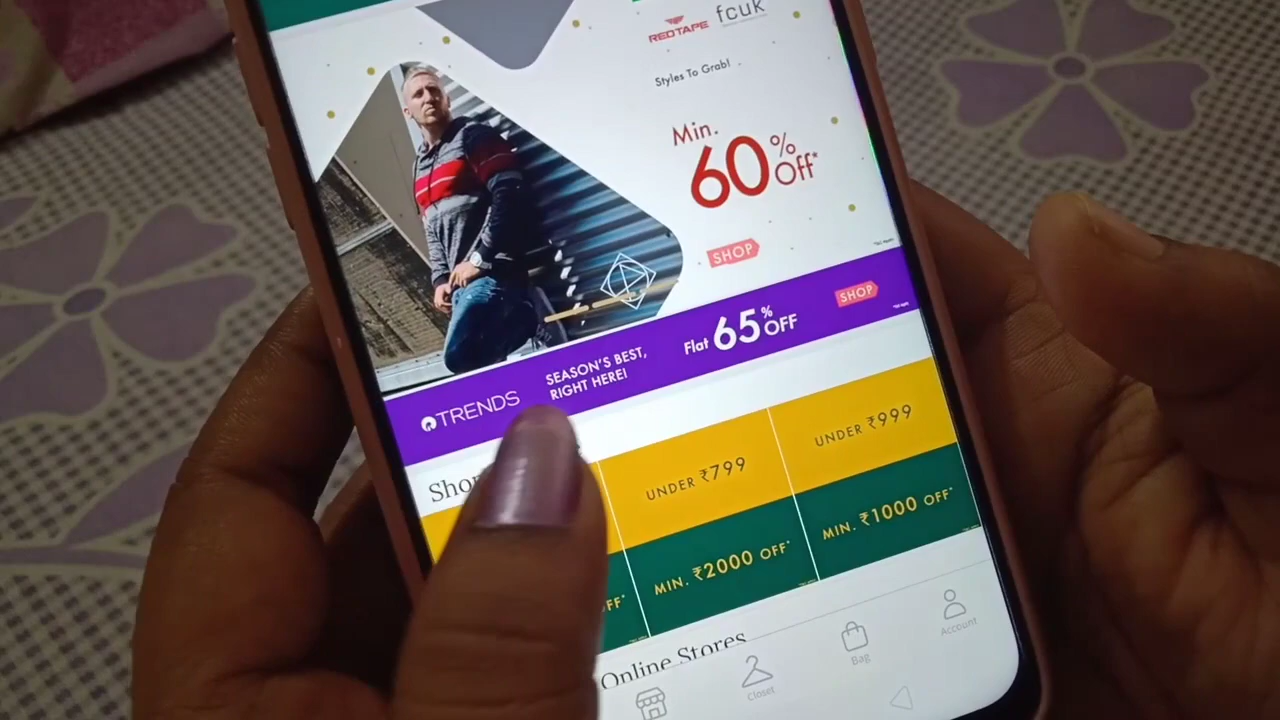 REDTAPE fcuk
Styles To Grab!
Min.
60% Off*
SHOP
TRENDS
SEASON'S BEST,
RIGHT HERE!
Flat 65% OFF
SHOP
UNDER ₹799
UNDER ₹999
MIN. ₹2000 OFF*
MIN. ₹1000 OFF*
Online Stores
Closet
Bag
Account